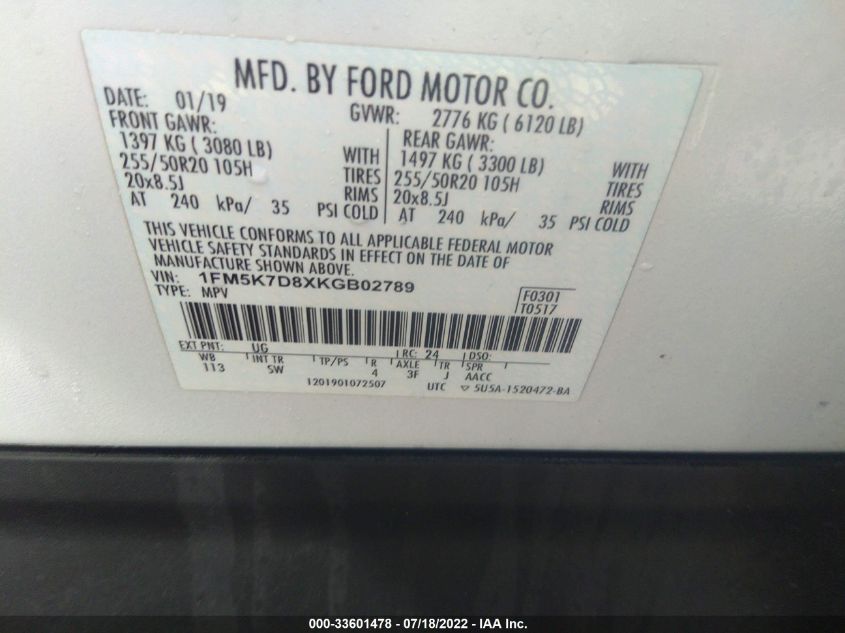 MFD. BY FORD MOTOR CO.
DATE: 01/19 GVWR: 2776 KG ( 6120 LB)
FRONT GAWR: REAR GAWR:
1397 KG ( 3080 LB) WITH 1497 KG ( 3300 LB) WITH
255/50R20 105H TIRES 255/50R20 105H TIRES
20x8.5J RIMS 20x8.5J RIMS
AT 240 kPa/ 35 PSI COLD AT 240 kPa/ 35 PSI COLD
THIS VEHICLE CONFORMS TO ALL APPLICABLE FEDERAL MOTOR
VEHICLE SAFETY STANDARDS IN EFFECT ON THE DATE OF
MANUFACTURE SHOWN ABOVE.
VIN: 1FM5K7D8XKGB02789
TYPE: MPV
F0301
T0517
EXT PNT: UG RC: 24 DSO:
WB INT TR TP/PS R AXLE TR SPR
113 SW 4 3F J AACC
1201901072507 UTC ▽ 5U5A-1520472-BA
000-33601478 - 07/18/2022 - IAA Inc.